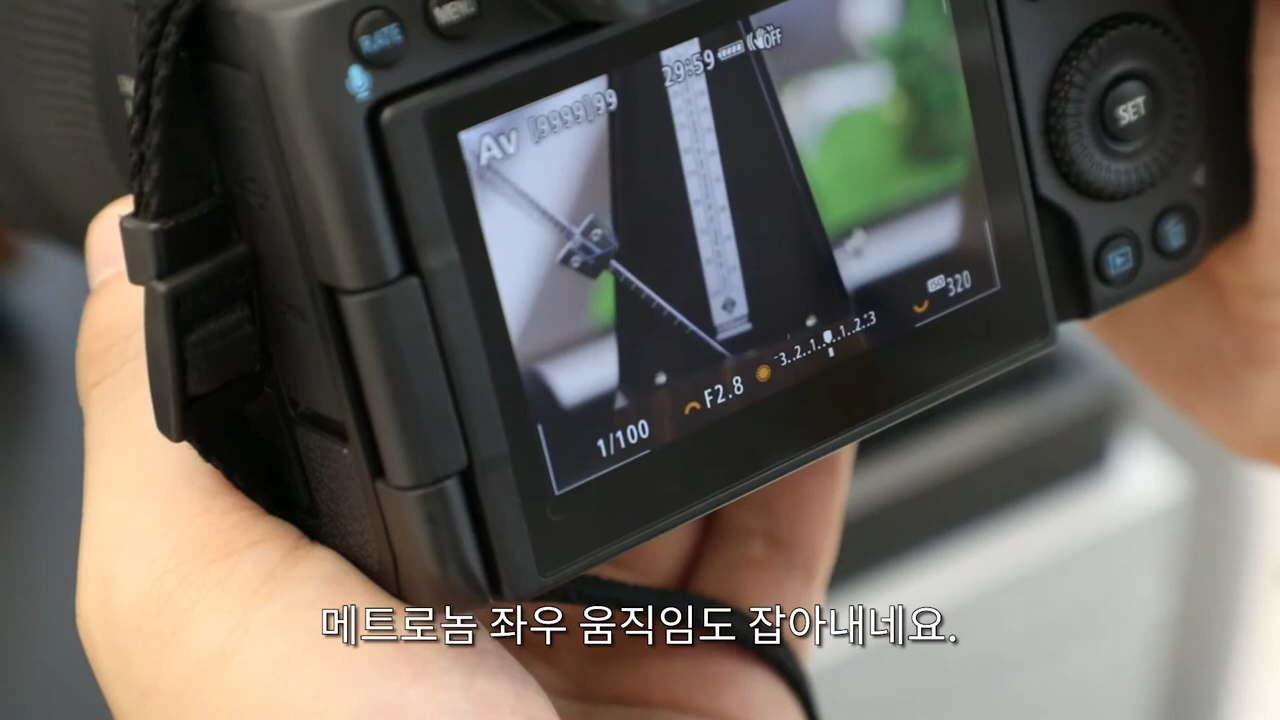 RATE
MENU
29:59
OFF
Av
[9999]99
SET
ISO 320
-3..2..1..0..1..2.:3
1/100
F2.8
메트로놈 좌우 움직임도 잡아내네요.